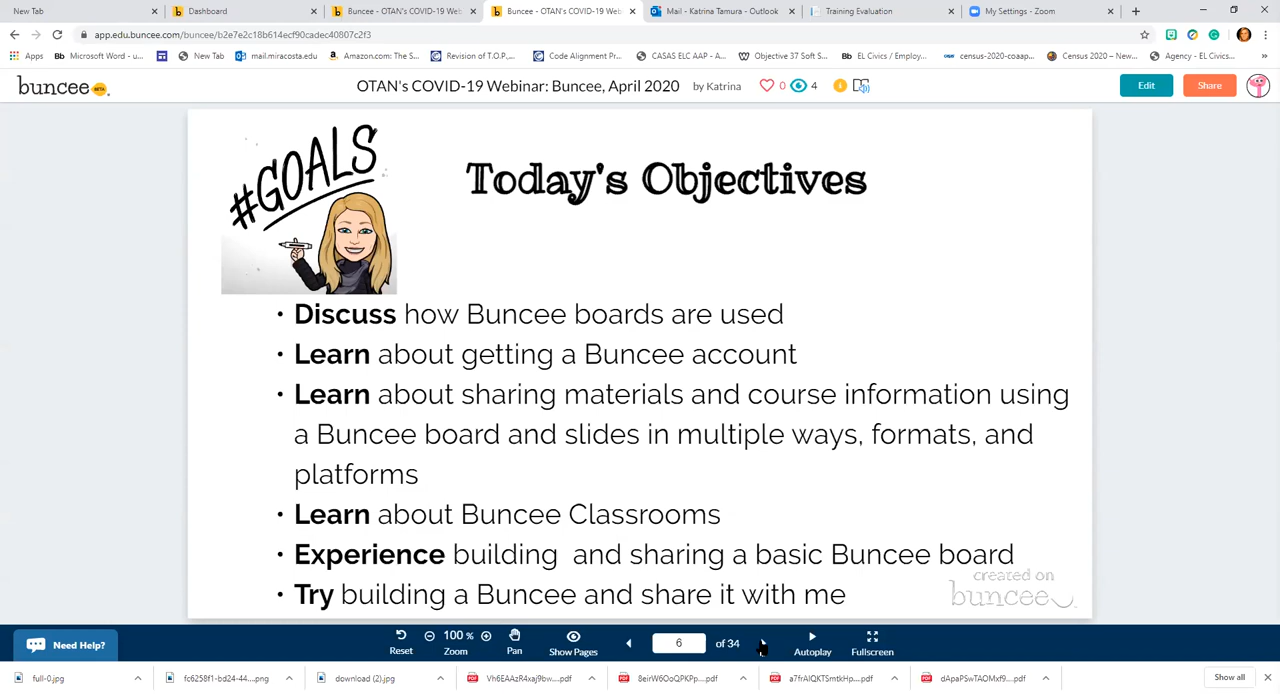 New Tab
Dashboard
Buncee - OTAN's COVID-19 Webin
Buncee - OTAN's COVID-19 Webi
Mail - Katrina Tamura - Outlook
Training Evaluation
My Settings - Zoom
app.edu.buncee.com/buncee/b2e7e2c18b614ecf90cadec40807c2f3
Apps
Microsoft Word - u...
New Tab
mail.miracosta.edu
Amazon.com: The S...
Revision of T.O.P.,...
Code Alignment Pr...
CASAS ELC AAP - A...
Objective 37 Soft S...
EL Civics / Employ...
census-2020-coaap...
Census 2020 – New...
Agency - EL Civics...
buncee BETA
OTAN's COVID-19 Webinar: Buncee, April 2020 by Katrina 0 4
Edit
Share
#GOALS
Today's Objectives
• Discuss how Buncee boards are used
• Learn about getting a Buncee account
• Learn about sharing materials and course information using
a Buncee board and slides in multiple ways, formats, and
platforms
• Learn about Buncee Classrooms
• Experience building and sharing a basic Buncee board
• Try building a Buncee and share it with me
created on
buncee
Need Help?
Reset
100 %
Zoom
Pan
Show Pages
6 of 34
Autoplay
Fullscreen
full-0.jpg
fc6258f1-bd24-44....png
download (2).jpg
Vh6EAAzR4xaj9bw....pdf
8eirW6OoQPKPp....pdf
a7frAIQKTSmtkHp....pdf
dApaPSwTAOMxf9....pdf
Show all